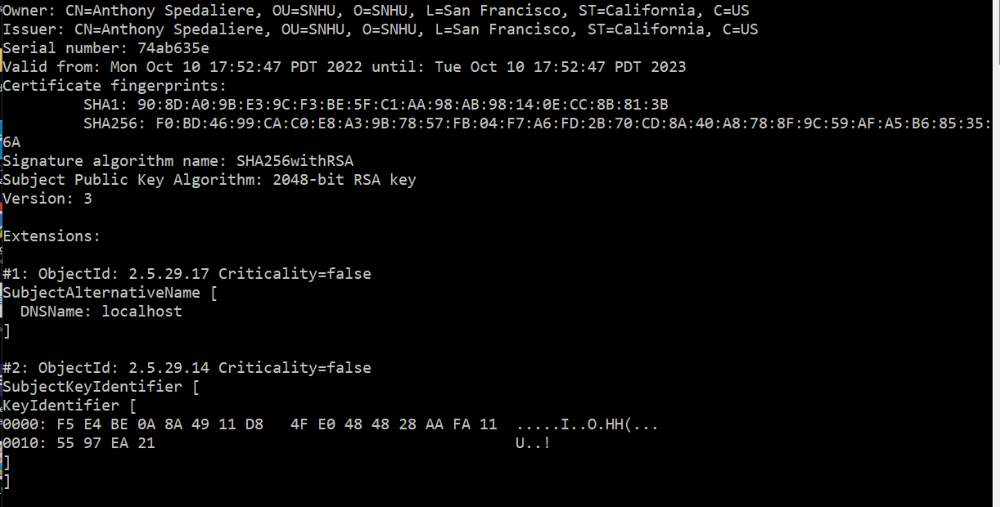 Owner: CN=Anthony Spedaliere, OU=SNHU, O=SNHU, L=San Francisco, ST=California, C=US
Issuer: CN=Anthony Spedaliere, OU=SNHU, O=SNHU, L=San Francisco, ST=California, C=US
Serial number: 74ab635e
Valid from: Mon Oct 10 17:52:47 PDT 2022 until: Tue Oct 10 17:52:47 PDT 2023
Certificate fingerprints:
         SHA1: 90:8D:A0:9B:E3:9C:F3:BE:5F:C1:AA:98:AB:98:14:0E:CC:8B:81:3B
         SHA256: F0:BD:46:99:CA:C0:E8:A3:9B:78:57:FB:04:F7:A6:FD:2B:70:CD:8A:40:A8:78:8F:9C:59:AF:A5:B6:85:35:
6A
Signature algorithm name: SHA256withRSA
Subject Public Key Algorithm: 2048-bit RSA key
Version: 3

Extensions:

#1: ObjectId: 2.5.29.17 Criticality=false
SubjectAlternativeName [
  DNSName: localhost
]

#2: ObjectId: 2.5.29.14 Criticality=false
SubjectKeyIdentifier [
KeyIdentifier [
0000: F5 E4 BE 0A 8A 49 11 D8   4F E0 48 48 28 AA FA 11  .....I..O.HH(...
0010: 55 97 EA 21                                        U..!
]
]